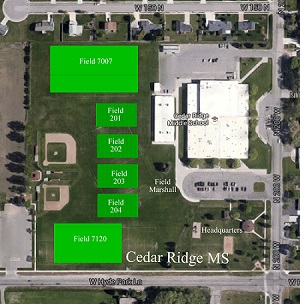 W 150 N
W 150 N
Field 7007
Field
201
Cedar Ridge
Middle School
Field
202
Field
203
Field
Marshall
N 200 W
Field
204
Headquarters
Field 7120
Cedar Ridge MS
W Hyde Park Ln